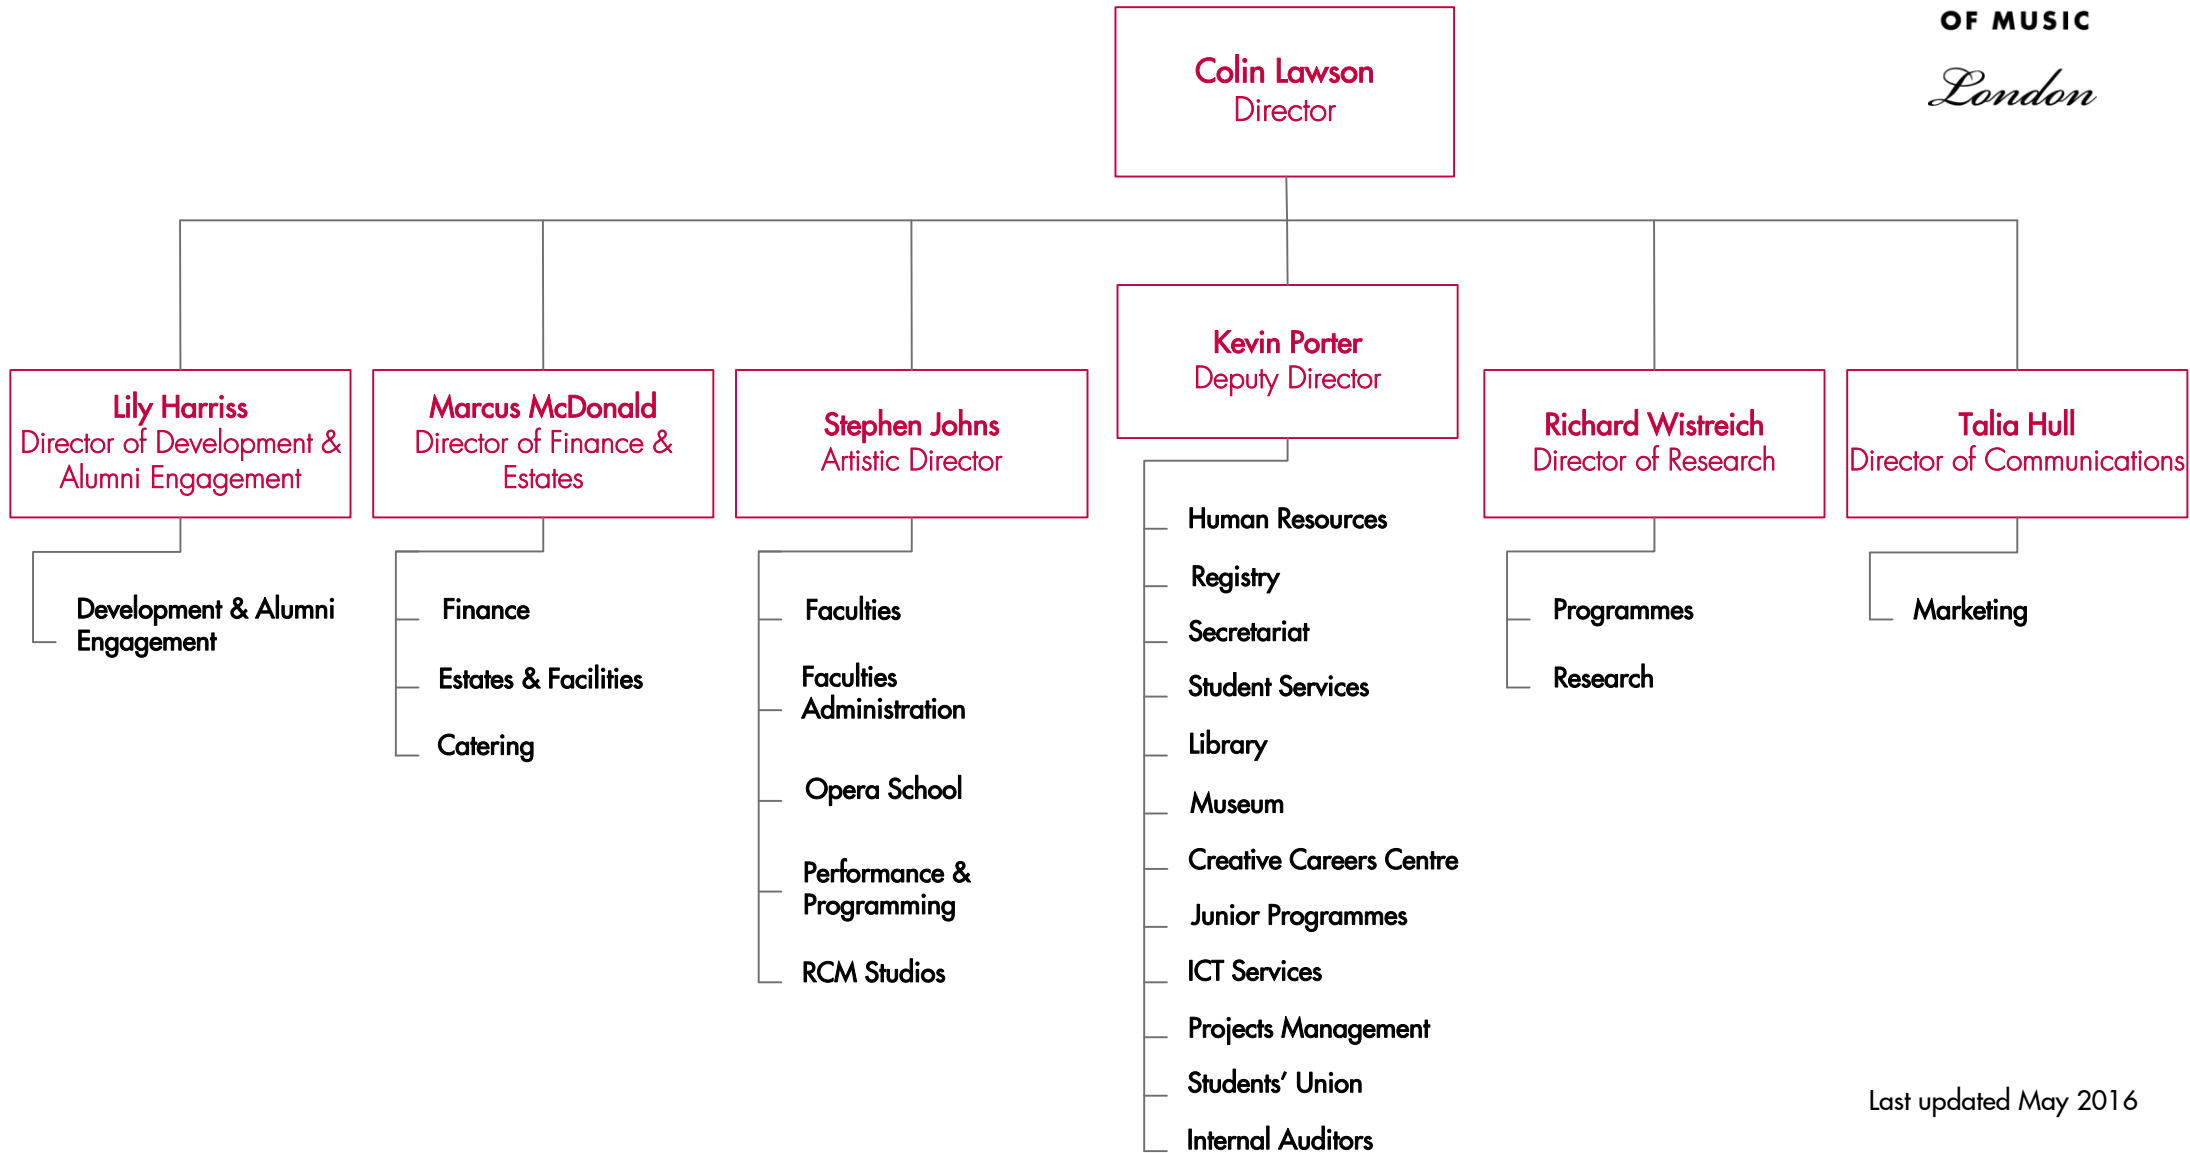 OF MUSIC
London
Colin Lawson
Director
Kevin Porter
Deputy Director
Lily Harriss
Director of Development &
Alumni Engagement
Marcus McDonald
Director of Finance &
Estates
Stephen Johns
Artistic Director
Richard Wistreich
Director of Research
Talia Hull
Director of Communications
Development & Alumni
Engagement
Finance
Estates & Facilities
Catering
Faculties
Faculties
Administration
Opera School
Performance &
Programming
RCM Studios
Human Resources
Registry
Secretariat
Student Services
Library
Museum
Creative Careers Centre
Junior Programmes
ICT Services
Projects Management
Students’ Union
Internal Auditors
Programmes
Research
Marketing
Last updated May 2016